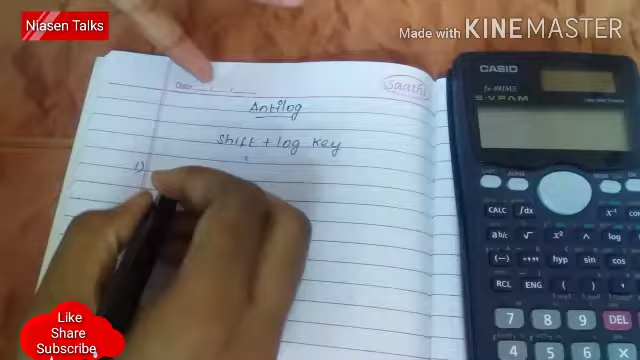 Niasen Talks
Made with KINEMASTER
Date
Saathi
Antilog
Shift + log key
1)
CASIO
fx-991MS
S-V.P.A.M.
CALC ∫dx x⁻¹
a b/c √ x² ^ log
(−) hyp sin cos
RCL ENG ( ) ,
7 8 9 DEL
4 5 6 ×
Like
Share
Subscribe